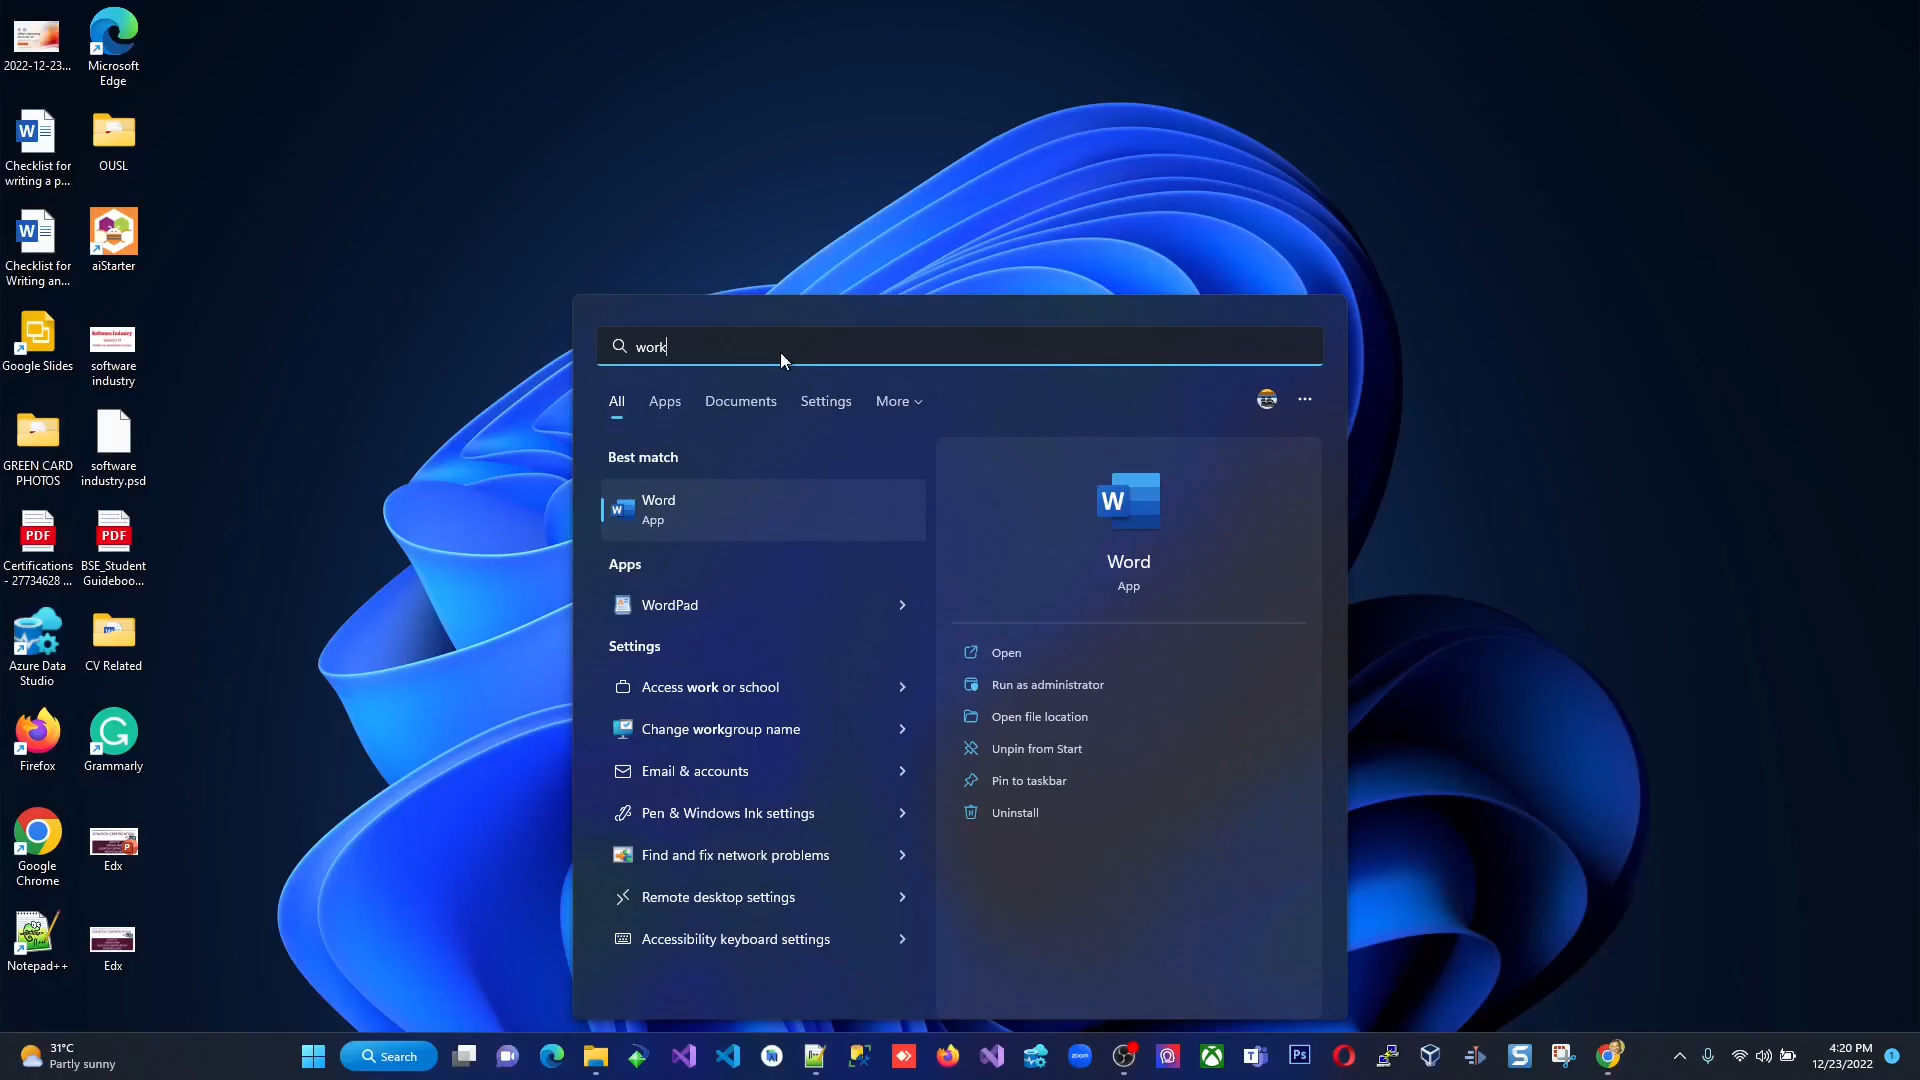 2022-12-23...
Microsoft
Edge
Checklist for
writing a p...
OUSL
Checklist for
Writing an...
aiStarter
Google Slides
software
industry
GREEN CARD
PHOTOS
software
industry.psd
PDF
PDF
Certifications
- 27734628 ...
BSE_Student
Guideboo...
Azure Data
Studio
CV Related
Firefox
Grammarly
Google
Chrome
Edx
Notepad++
Edx
work
All
Apps
Documents
Settings
More
Best match
Word
App
Apps
WordPad
Settings
Access work or school
Change workgroup name
Email & accounts
Pen & Windows Ink settings
Find and fix network problems
Remote desktop settings
Accessibility keyboard settings
W
Word
App
Open
Run as administrator
Open file location
Unpin from Start
Pin to taskbar
Uninstall
31°C
Partly sunny
Search
zoom
Ps
S
4:20 PM
12/23/2022
1